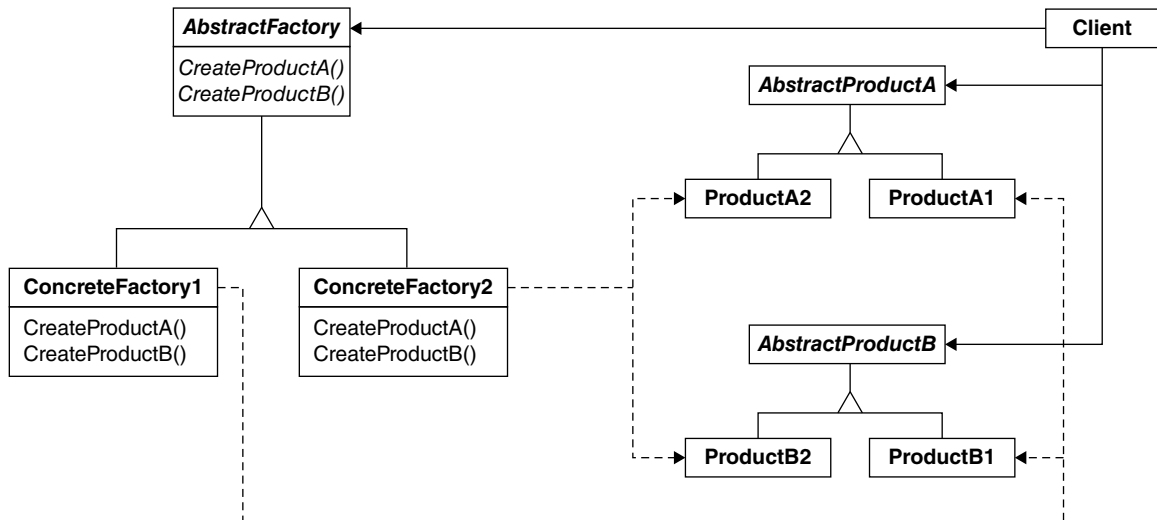 AbstractFactory
CreateProductA()
CreateProductB()
Client
AbstractProductA
ProductA2
ProductA1
ConcreteFactory1
CreateProductA()
CreateProductB()
ConcreteFactory2
CreateProductA()
CreateProductB()
AbstractProductB
ProductB2
ProductB1